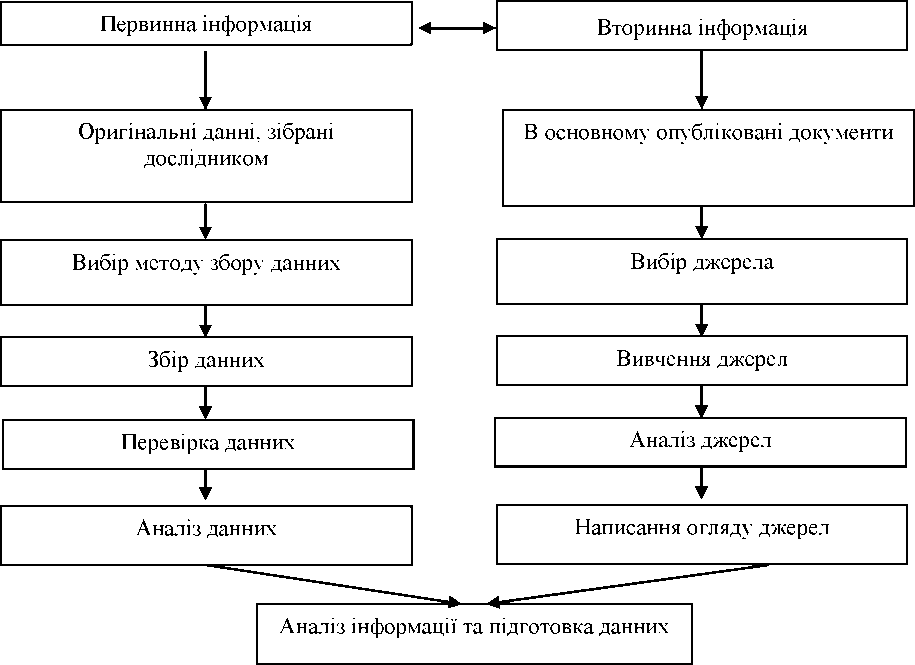 Первинна інформація
Вторинна інформація
Оригінальні данні, зібрані
дослідником
В основному опубліковані документи
Вибір методу збору данних
Вибір джерела
Збір данних
Вивчення джерел
Перевірка данних
Аналіз джерел
Аналіз данних
Написання огляду джерел
Аналіз інформації та підготовка данних